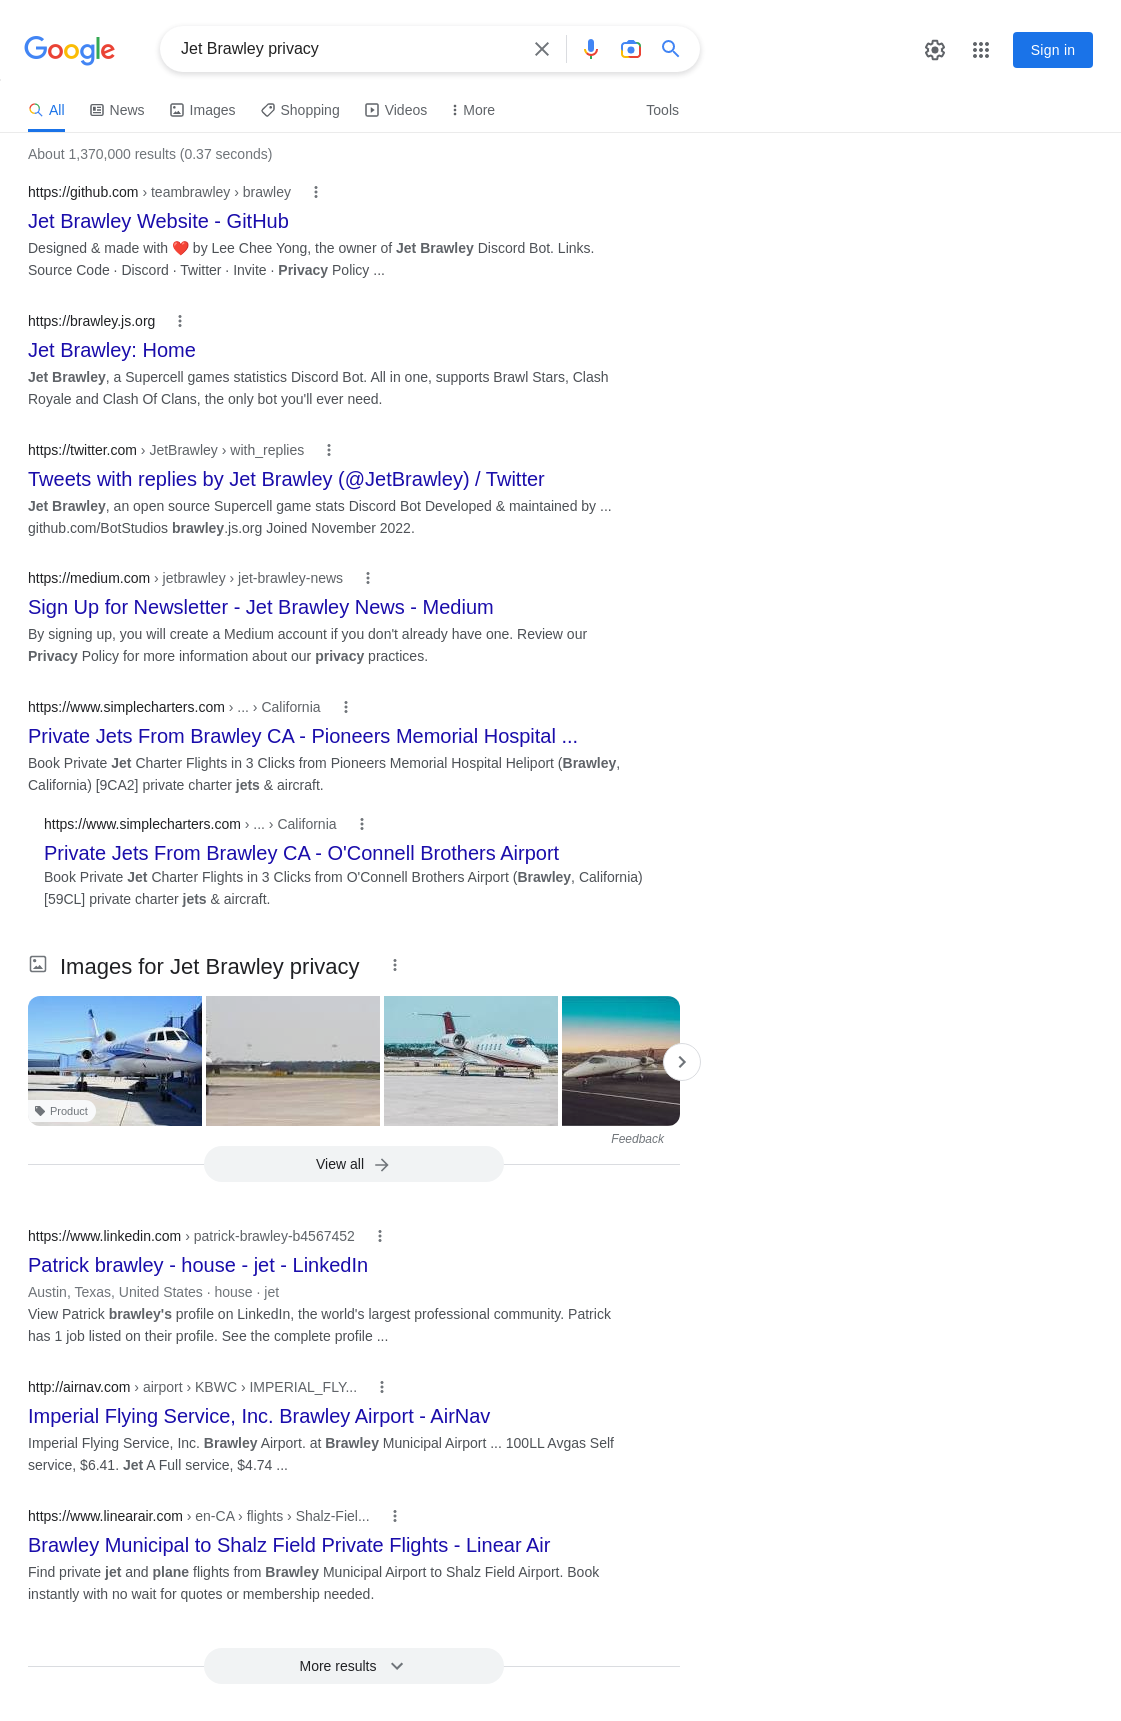 Google
Jet Brawley privacy
Sign in
All
News
Images
Shopping
Videos
More
Tools
About 1,370,000 results (0.37 seconds)
https://github.com › teambrawley › brawley
Jet Brawley Website - GitHub
Designed & made with ❤️ by Lee Chee Yong, the owner of Jet Brawley Discord Bot. Links.
Source Code · Discord · Twitter · Invite · Privacy Policy ...
https://brawley.js.org
Jet Brawley: Home
Jet Brawley, a Supercell games statistics Discord Bot. All in one, supports Brawl Stars, Clash
Royale and Clash Of Clans, the only bot you'll ever need.
https://twitter.com › JetBrawley › with_replies
Tweets with replies by Jet Brawley (@JetBrawley) / Twitter
Jet Brawley, an open source Supercell game stats Discord Bot Developed & maintained by ...
github.com/BotStudios brawley.js.org Joined November 2022.
https://medium.com › jetbrawley › jet-brawley-news
Sign Up for Newsletter - Jet Brawley News - Medium
By signing up, you will create a Medium account if you don't already have one. Review our
Privacy Policy for more information about our privacy practices.
https://www.simplecharters.com › ... › California
Private Jets From Brawley CA - Pioneers Memorial Hospital ...
Book Private Jet Charter Flights in 3 Clicks from Pioneers Memorial Hospital Heliport (Brawley,
California) [9CA2] private charter jets & aircraft.
https://www.simplecharters.com › ... › California
Private Jets From Brawley CA - O'Connell Brothers Airport
Book Private Jet Charter Flights in 3 Clicks from O'Connell Brothers Airport (Brawley, California)
[59CL] private charter jets & aircraft.
Images for Jet Brawley privacy
Product
Feedback
View all
https://www.linkedin.com › patrick-brawley-b4567452
Patrick brawley - house - jet - LinkedIn
Austin, Texas, United States · house · jet
View Patrick brawley's profile on LinkedIn, the world's largest professional community. Patrick
has 1 job listed on their profile. See the complete profile ...
http://airnav.com › airport › KBWC › IMPERIAL_FLY...
Imperial Flying Service, Inc. Brawley Airport - AirNav
Imperial Flying Service, Inc. Brawley Airport. at Brawley Municipal Airport ... 100LL Avgas Self
service, $6.41. Jet A Full service, $4.74 ...
https://www.linearair.com › en-CA › flights › Shalz-Fiel...
Brawley Municipal to Shalz Field Private Flights - Linear Air
Find private jet and plane flights from Brawley Municipal Airport to Shalz Field Airport. Book
instantly with no wait for quotes or membership needed.
More results